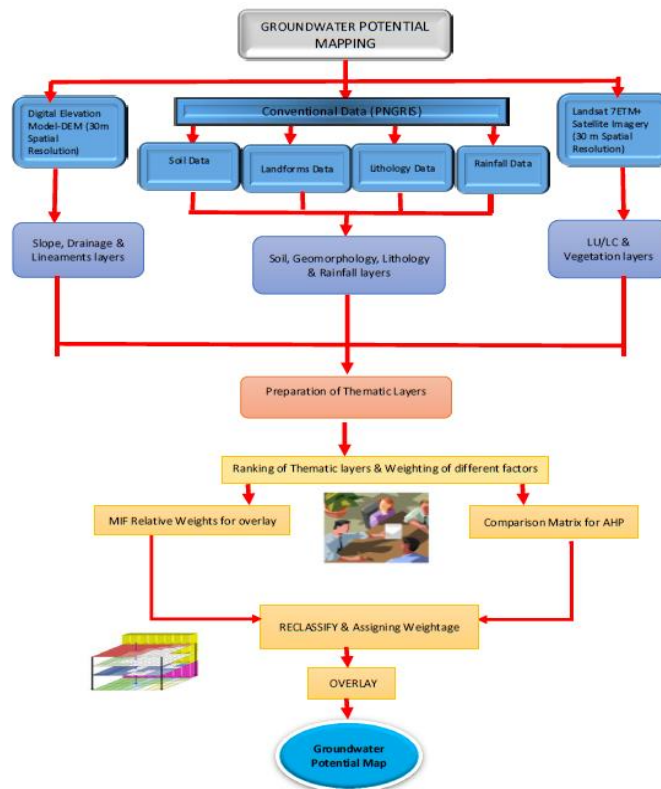 GROUNDWATER POTENTIAL
MAPPING
Digital Elevation
Model-DEM (30m
Spatial
Resolution)
Conventional Data (PNGRIS)
Landsat 7ETM+
Satellite Imagery
(30 m Spatial
Resolution)
Soil Data
Landforms Data
Lithology Data
Rainfall Data
Slope, Drainage &
Lineaments layers
Soil, Geomorphology, Lithology
& Rainfall layers
LU/LC &
Vegetation layers
Preparation of Thematic Layers
Ranking of Thematic layers & Weighting of different factors
MIF Relative Weights for overlay
Comparison Matrix for AHP
RECLASSIFY & Assigning Weightage
OVERLAY
Groundwater
Potential Map